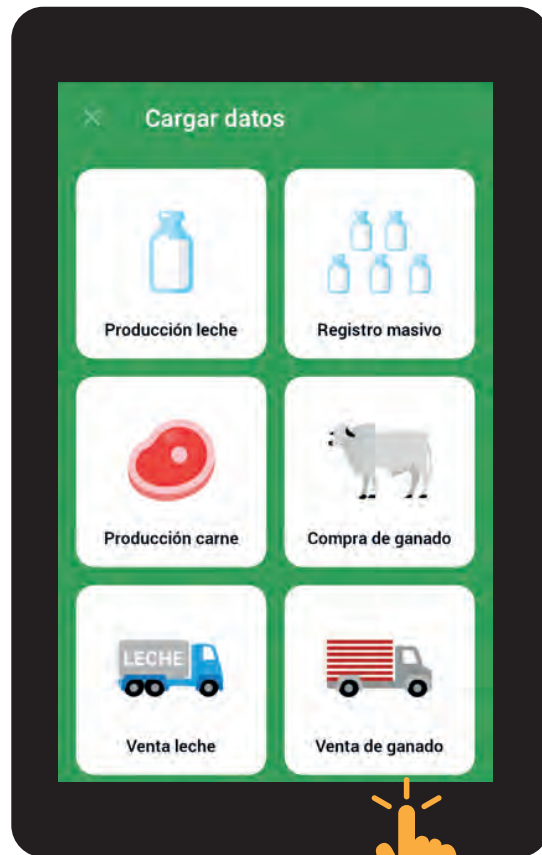 Cargar datos
Producción leche
Registro masivo
Producción carne
Compra de ganado
LECHE
Venta leche
Venta de ganado